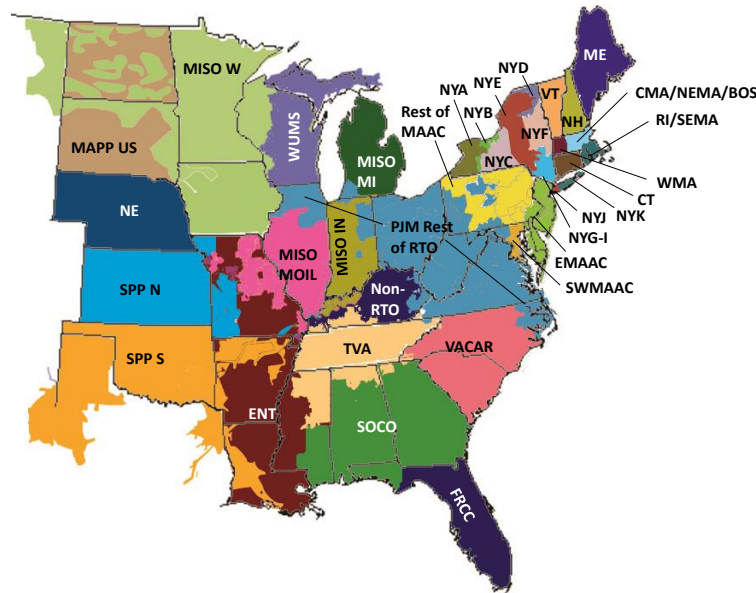 ME
NYD
NYE
VT
CMA/NEMA/BOS
MISO W
NYA
NYB
NH
RI/SEMA
Rest of
MAAC
NYF
WUMS
NYC
MAPP US
MISO
MI
WMA
CT
NYJ
NYK
NE
PJM Rest
of RTO
NYG-I
MISO
MOIL
MISO IN
EMAAC
SWMAAC
SPP N
Non-
RTO
TVA
VACAR
SPP S
ENT
SOCO
FRCC